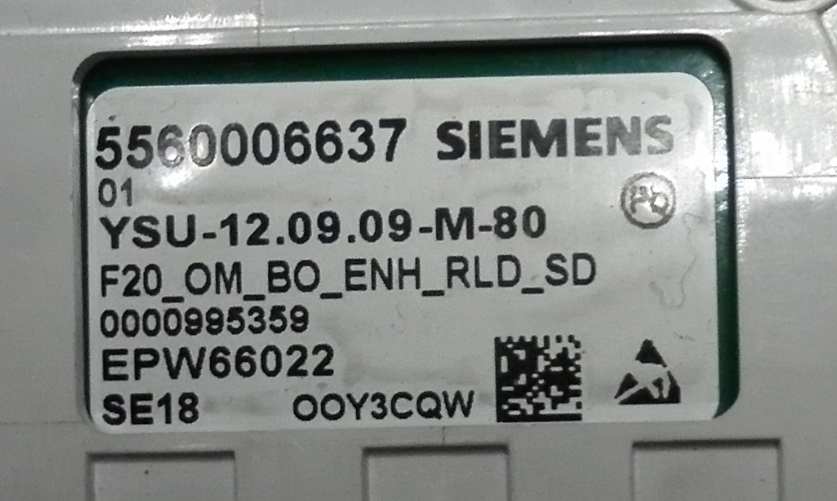 5560006637 SIEMENS
01
YSU-12.09.09-M-80
F20_OM_BO_ENH_RLD_SD
0000995359
EPW66022
SE18 OOY3CQW